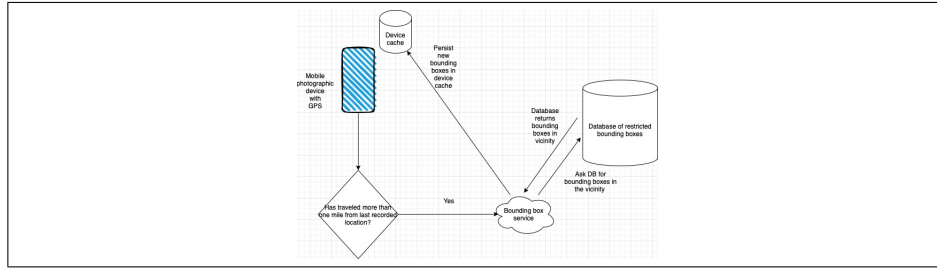 Device
cache
Persist
new
bounding
boxes in
device
cache
Mobile
photographic
device
with
GPS
Database
returns
bounding
boxes in
vicinity
Database of restricted
bounding boxes
Ask DB for
bounding boxes in
the vicinity
Has traveled more than
one mile from last recorded
location?
Yes
Bounding box
service